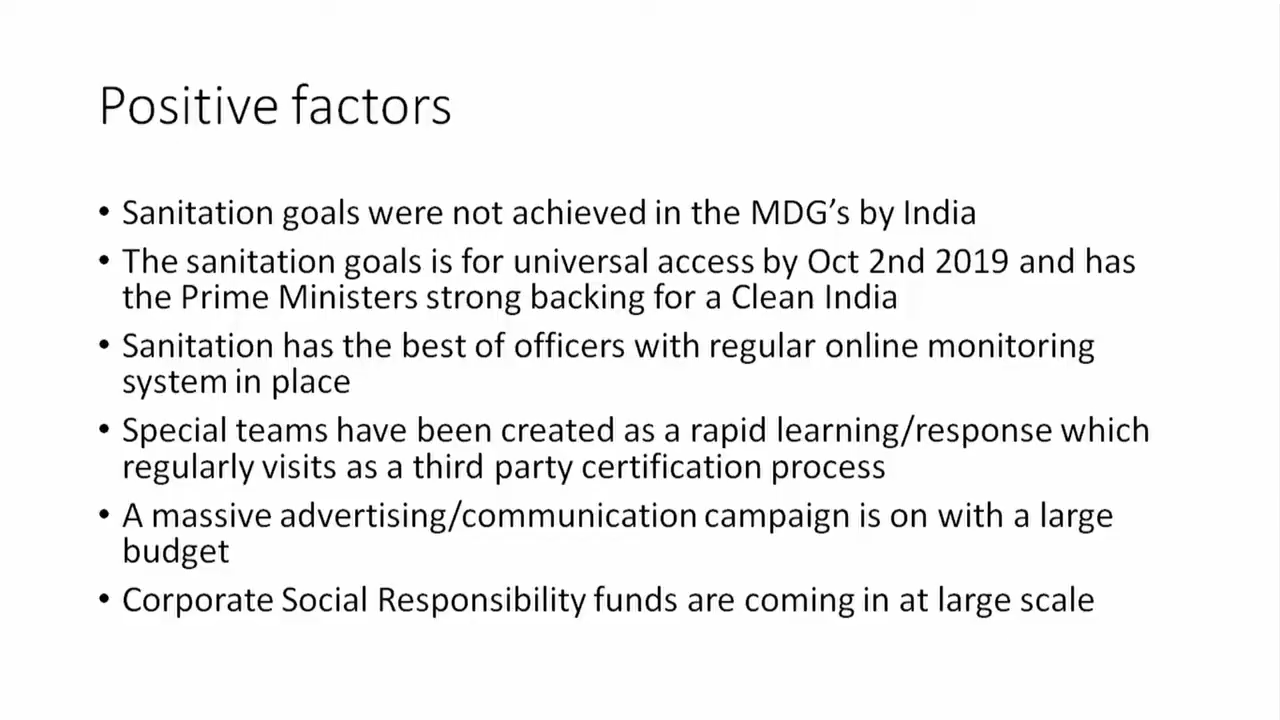 Positive factors
• Sanitation goals were not achieved in the MDG's by India
• The sanitation goals is for universal access by Oct 2nd 2019 and has
the Prime Ministers strong backing for a Clean India
• Sanitation has the best of officers with regular online monitoring
system in place
• Special teams have been created as a rapid learning/response which
regularly visits as a third party certification process
• A massive advertising/communication campaign is on with a large
budget
• Corporate Social Responsibility funds are coming in at large scale